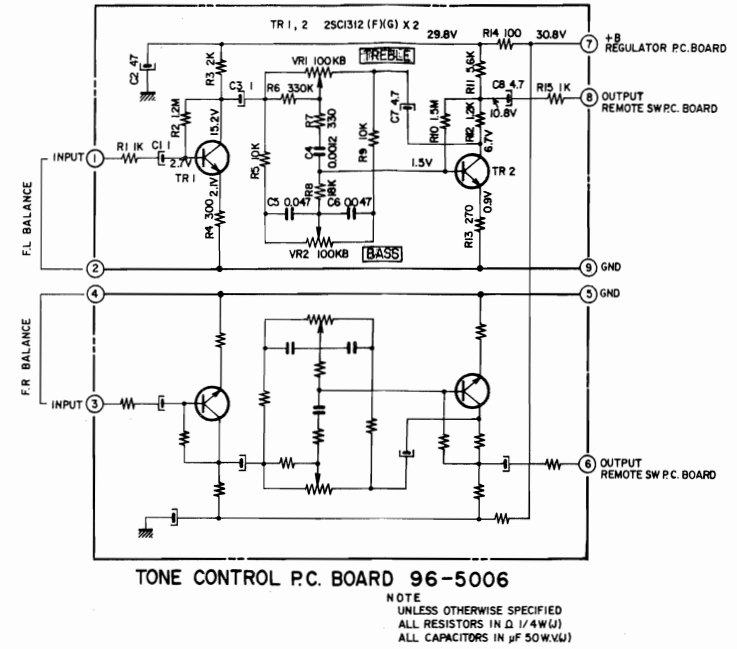 TR 1, 2 2SC1312 (F)(G) X 2
29.8V
R14 100
30.8V
7
+B
REGULATOR P.C. BOARD
C2 47
R3 2K
VR1 100KB
TREBLE
R11 5.6K
C3 1
R6 330K
C8 4.7
R15 1K
8
OUTPUT
REMOTE SW P.C. BOARD
R2 1.2M
15.2V
R7
330
C7 4.7
R10 1.5M
R12 1.2K
10.8V
R1 1K
C1 1
C4
0.0012
R9 10K
6.7V
INPUT
1
2.7V
TR 1
R5 10K
1.5V
TR 2
2.1V
R8
18K
0.9V
R4 300
C5 0.047
C6 0.047
R13 270
F.L BALANCE
VR2 100KB
BASS
2
9
GND
4
5
GND
F.R BALANCE
INPUT
3
6
OUTPUT
REMOTE SW P.C. BOARD
TONE CONTROL P.C. BOARD 96-5006
NOTE
UNLESS OTHERWISE SPECIFIED
ALL RESISTORS IN Ω 1/4W(J)
ALL CAPACITORS IN µF 50W.V.(J)